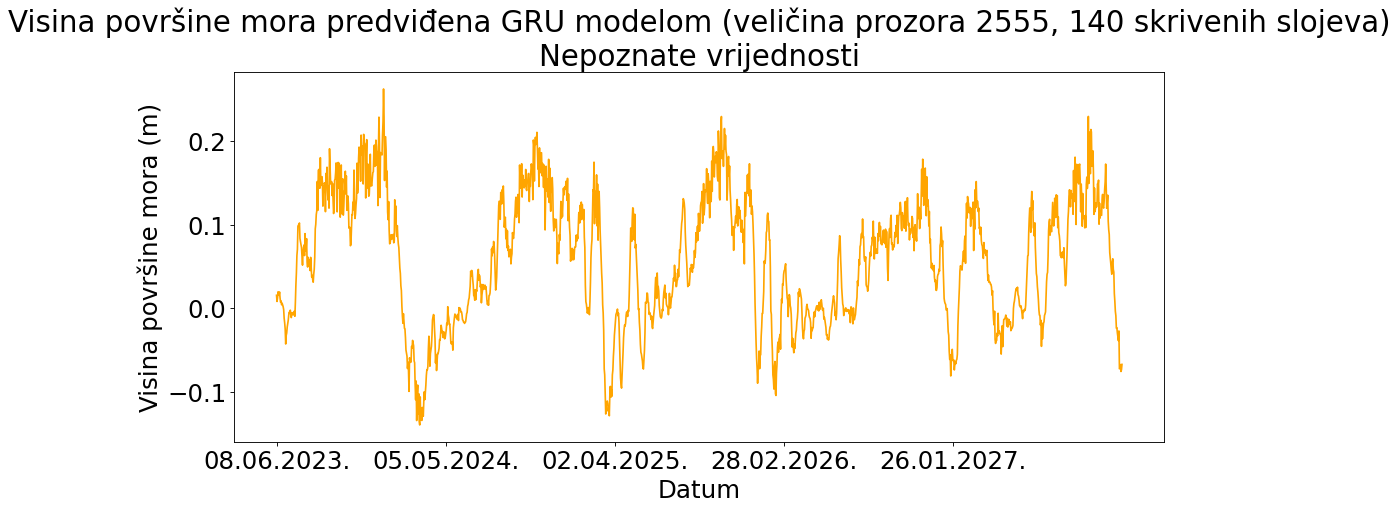 Visina površine mora predviđena GRU modelom (veličina prozora 2555, 140 skrivenih slojeva)
Nepoznate vrijednosti
Visina površine mora (m)
0.2
0.1
0.0
−0.1
08.06.2023. 05.05.2024. 02.04.2025. 28.02.2026. 26.01.2027.
Datum